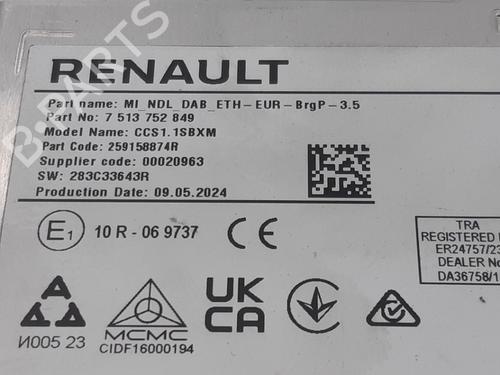 RENAULT
Part name: MI_NDL_DAB_ETH-EUR-BrgP-3.5
Part No: 7 513 752 849
Model Name: CCS1.1SBXM
Part Code: 259158874R
Supplier code: 00020963
SW: 283C33643R
Production Date: 09.05.2024
E1 10 R - 06 9737 CE
TRA
REGISTERED
ER24757/23
DEALER No
DA36758/1
UK
CA
MCMC
И005 23
CIDF16000194
B-PARTS